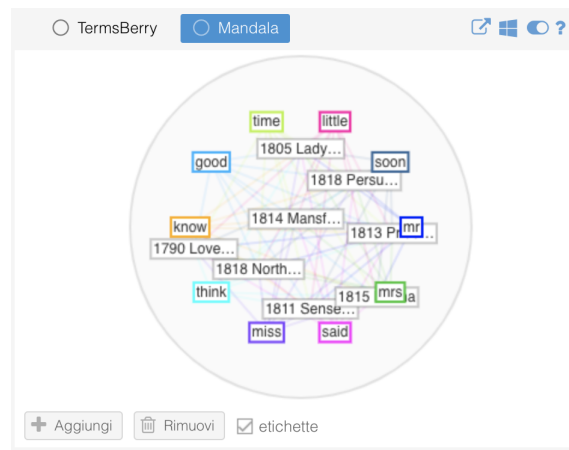 TermsBerry Mandala ?
time little
1805 Lady...
good soon
1818 Persu...
1814 Mansf...
know mr
1813 P
1790 Love...
1818 North...
think mrs
1815 a
1811 Sense...
miss said
Aggiungi Rimuovi etichette